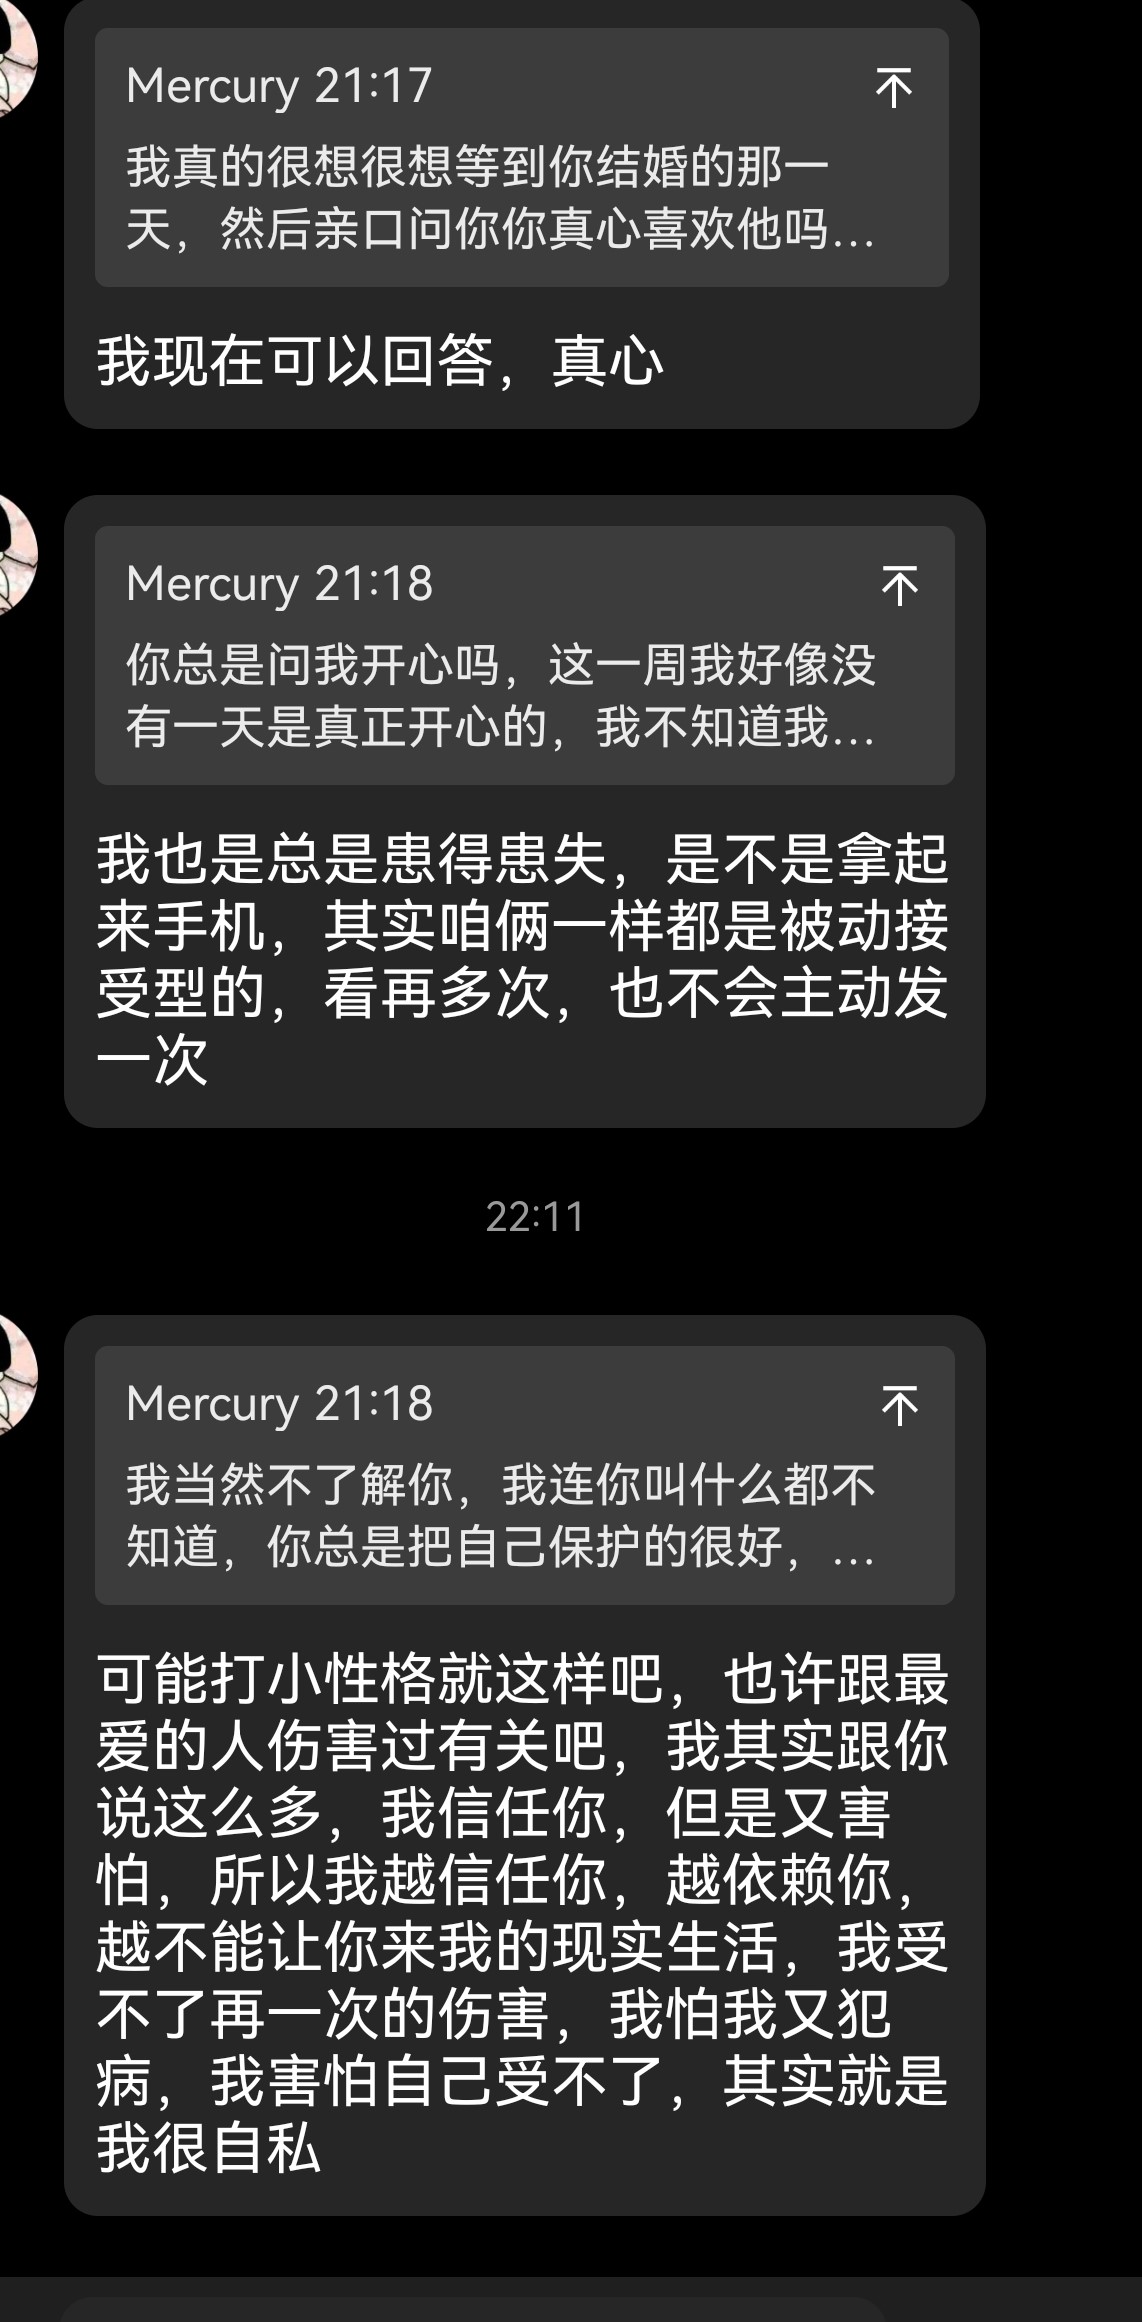 Mercury 21:17
我真的很想很想等到你结婚的那一
天，然后亲口问你你真心喜欢他吗...
我现在可以回答，真心
Mercury 21:18
你总是问我开心吗，这一周我好像没
有一天是真正开心的，我不知道我...
我也是总是患得患失，是不是拿起
来手机，其实咱俩一样都是被动接
受型的，看再多次，也不会主动发
一次
22:11
Mercury 21:18
我当然不了解你，我连你叫什么都不
知道，你总是把自己保护的很好，...
可能打小性格就这样吧，也许跟最
爱的人伤害过有关吧，我其实跟你
说这么多，我信任你，但是又害
怕，所以我越信任你，越依赖你，
越不能让你来我的现实生活，我受
不了再一次的伤害，我怕我又犯
病，我害怕自己受不了，其实就是
我很自私